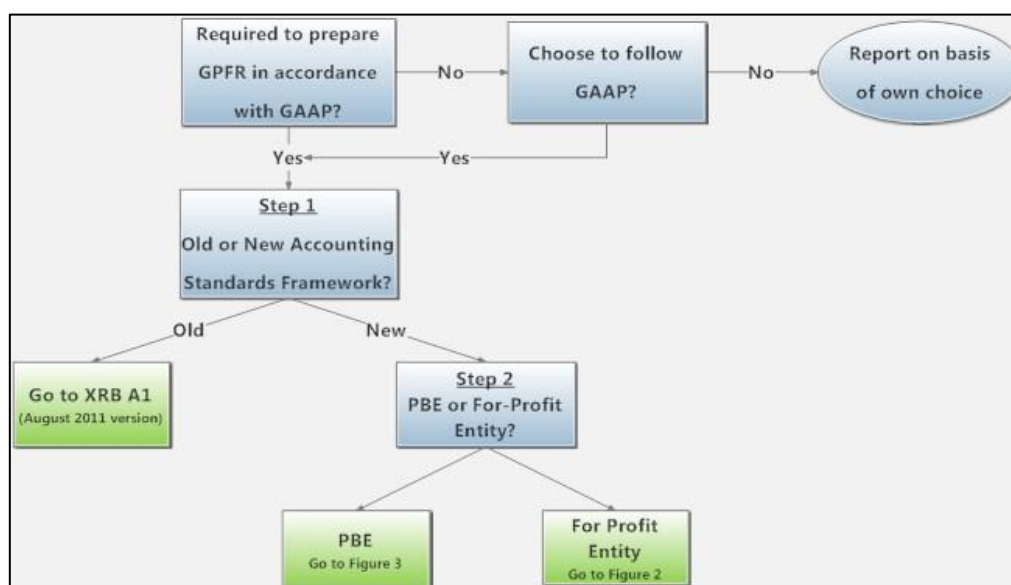 Required to prepare
GPFR in accordance
with GAAP?
No
Choose to follow
GAAP?
No
Report on basis
of own choice
Yes
Yes
Step 1
Old or New Accounting
Standards Framework?
Old
New
Go to XRB A1
(August 2011 version)
Step 2
PBE or For-Profit
Entity?
PBE
Go to Figure 3
For Profit
Entity
Go to Figure 2